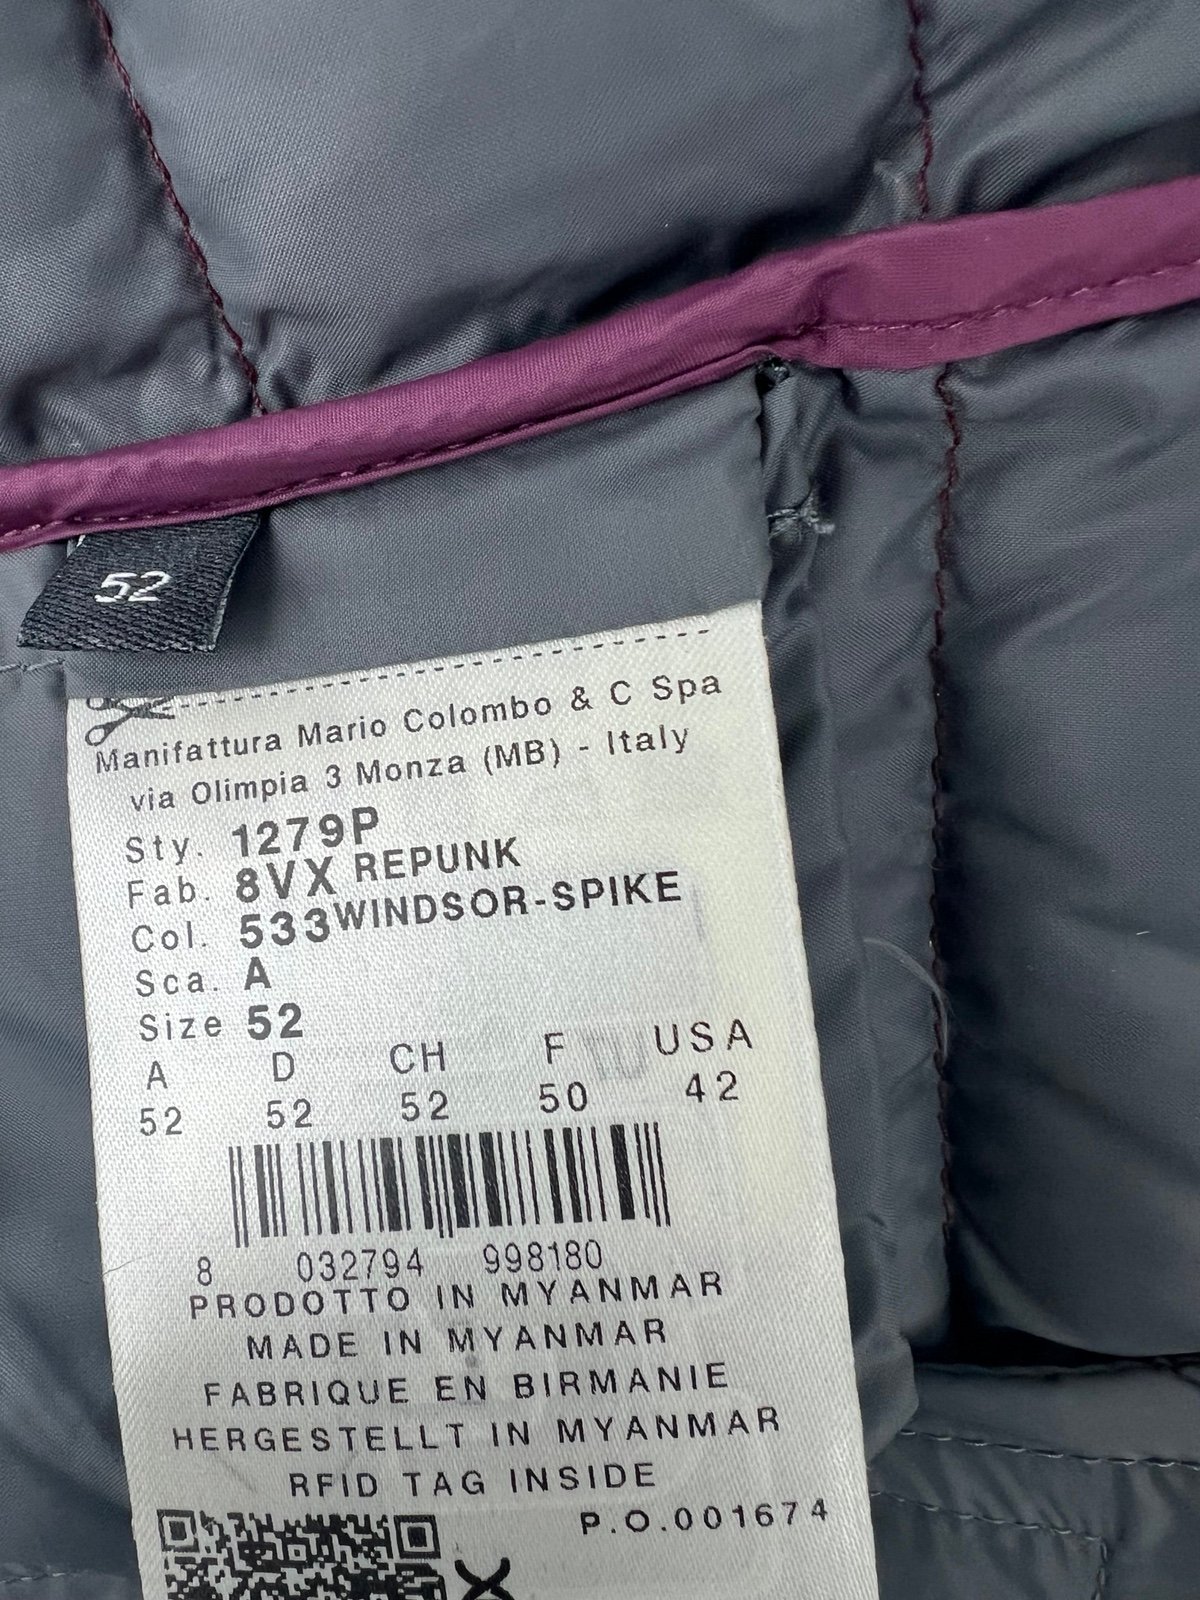 52
Manifattura Mario Colombo & C Spa
via Olimpia 3 Monza (MB) - Italy
Sty. 1279P
Fab. 8VX REPUNK
Col. 533WINDSOR-SPIKE
Sca. A
Size 52
A D CH F USA
52 52 52 50 42
8 032794 998180
PRODOTTO IN MYANMAR
MADE IN MYANMAR
FABRIQUE EN BIRMANIE
HERGESTELLT IN MYANMAR
RFID TAG INSIDE
P.O.001674